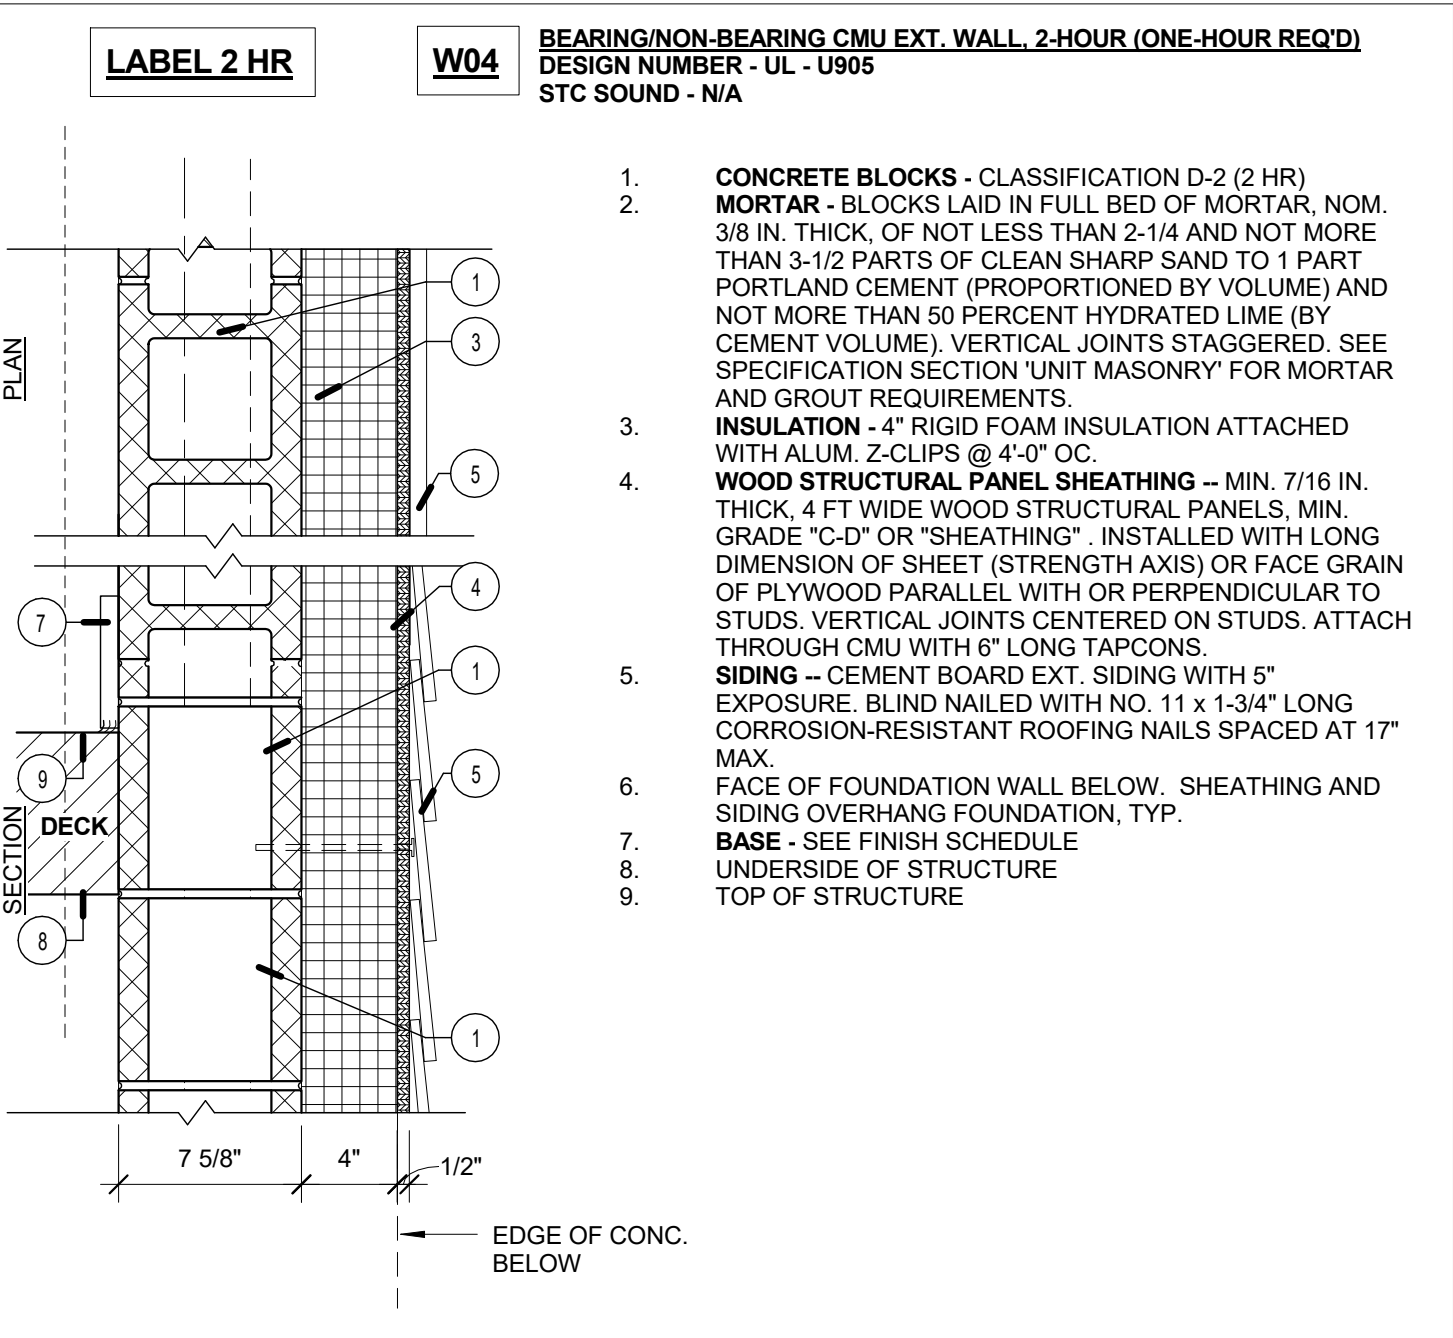 LABEL 2 HR
W04
BEARING/NON-BEARING CMU EXT. WALL, 2-HOUR (ONE-HOUR REQ'D)
DESIGN NUMBER - UL - U905
STC SOUND - N/A
1. CONCRETE BLOCKS - CLASSIFICATION D-2 (2 HR)
2. MORTAR - BLOCKS LAID IN FULL BED OF MORTAR, NOM.
3/8 IN. THICK, OF NOT LESS THAN 2-1/4 AND NOT MORE
THAN 3-1/2 PARTS OF CLEAN SHARP SAND TO 1 PART
PORTLAND CEMENT (PROPORTIONED BY VOLUME) AND
NOT MORE THAN 50 PERCENT HYDRATED LIME (BY
CEMENT VOLUME). VERTICAL JOINTS STAGGERED. SEE
SPECIFICATION SECTION 'UNIT MASONRY' FOR MORTAR
AND GROUT REQUIREMENTS.
3. INSULATION - 4" RIGID FOAM INSULATION ATTACHED
WITH ALUM. Z-CLIPS @ 4'-0" OC.
4. WOOD STRUCTURAL PANEL SHEATHING -- MIN. 7/16 IN.
THICK, 4 FT WIDE WOOD STRUCTURAL PANELS, MIN.
GRADE "C-D" OR "SHEATHING" . INSTALLED WITH LONG
DIMENSION OF SHEET (STRENGTH AXIS) OR FACE GRAIN
OF PLYWOOD PARALLEL WITH OR PERPENDICULAR TO
STUDS. VERTICAL JOINTS CENTERED ON STUDS. ATTACH
THROUGH CMU WITH 6" LONG TAPCONS.
5. SIDING -- CEMENT BOARD EXT. SIDING WITH 5"
EXPOSURE. BLIND NAILED WITH NO. 11 x 1-3/4" LONG
CORROSION-RESISTANT ROOFING NAILS SPACED AT 17"
MAX.
6. FACE OF FOUNDATION WALL BELOW. SHEATHING AND
SIDING OVERHANG FOUNDATION, TYP.
7. BASE - SEE FINISH SCHEDULE
8. UNDERSIDE OF STRUCTURE
9. TOP OF STRUCTURE
PLAN
1
3
5
4
7
1
9
5
SECTION
DECK
8
1
7 5/8"
4"
1/2"
EDGE OF CONC.
BELOW